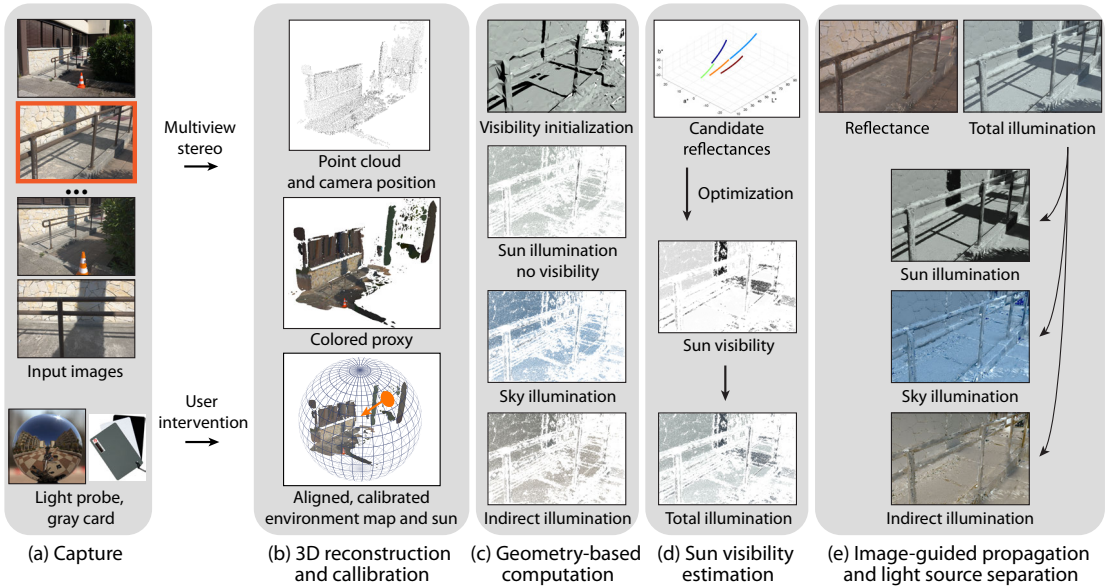 Input images
Light probe,
gray card
(a) Capture
Multiview
stereo
User
intervention
Point cloud
and camera position
Colored proxy
Aligned, calibrated
environment map and sun
(b) 3D reconstruction
and callibration
Visibility initialization
Sun illumination
no visibility
Sky illumination
Indirect illumination
(c) Geometry-based
computation
b*
a*
L*
Candidate
reflectances
Optimization
Sun visibility
Total illumination
(d) Sun visibility
estimation
Reflectance
Total illumination
Sun illumination
Sky illumination
Indirect illumination
(e) Image-guided propagation
and light source separation